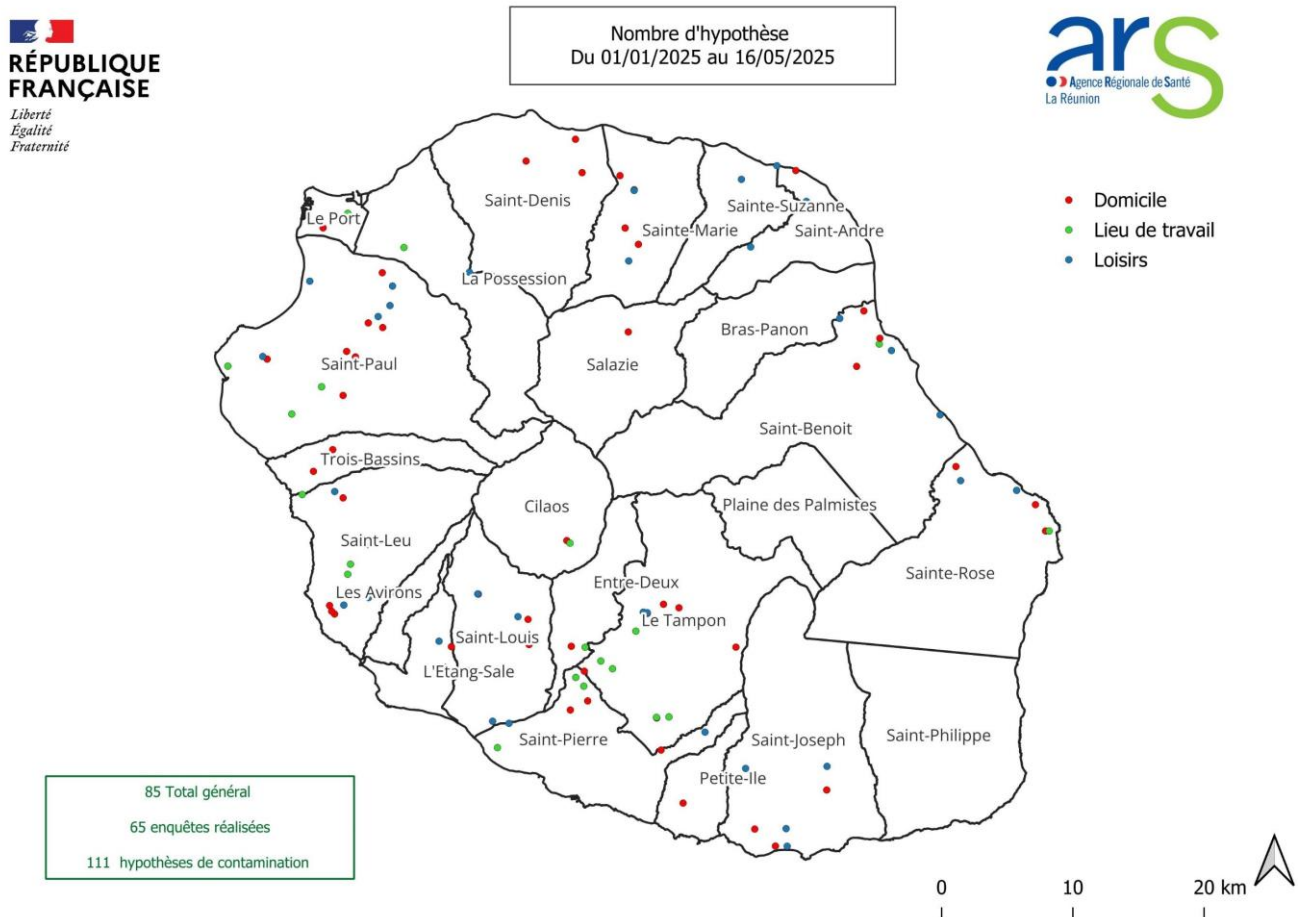 Nombre d'hypothèse
Du 01/01/2025 au 16/05/2025
RÉPUBLIQUE
FRANÇAISE
Liberté
Égalité
Fraternité
ars
Agence Régionale de Santé
La Réunion
Domicile
Lieu de travail
Loisirs
Saint-Denis
Le Port
Sainte-Suzanne
Sainte-Marie
Saint-Andre
La Possession
Bras-Panon
Saint-Paul
Salazie
Saint-Benoit
Trois-Bassins
Cilaos
Plaine des Palmistes
Saint-Leu
Sainte-Rose
Entre-Deux
Les Avirons
Le Tampon
Saint-Louis
L'Etang-Sale
Saint-Pierre
Saint-Joseph
Saint-Philippe
Petite-Ile
85 Total général
65 enquêtes réalisées
111 hypothèses de contamination
0 10 20 km